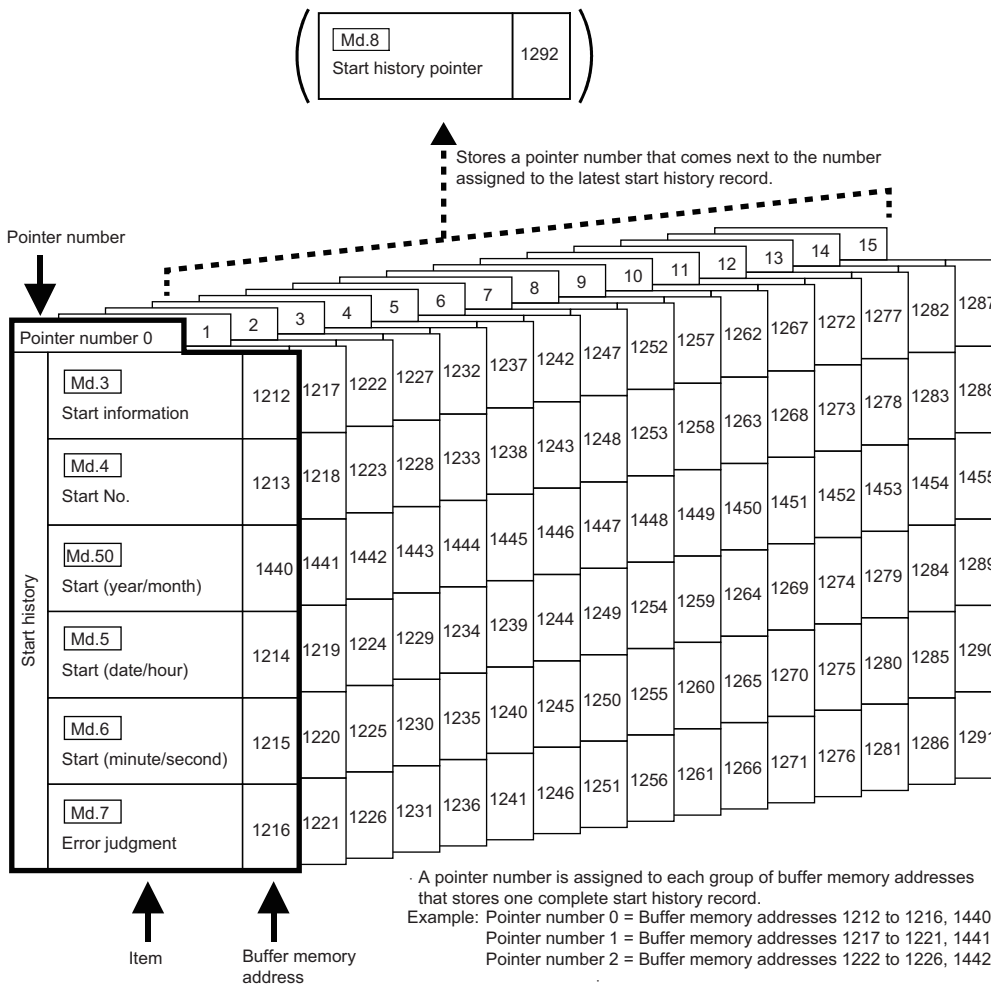 Md.8
Start history pointer
1292
Stores a pointer number that comes next to the number
assigned to the latest start history record.
Pointer number
Pointer number 0
1 2 3 4 5 6 7 8 9 10 11 12 13 14 15
Start history
Md.3
Start information
1212 1217 1222 1227 1232 1237 1242 1247 1252 1257 1262 1267 1272 1277 1282 1287
Md.4
Start No.
1213 1218 1223 1228 1233 1238 1243 1248 1253 1258 1263 1268 1273 1278 1283 1288
Md.50
Start (year/month)
1440 1441 1442 1443 1444 1445 1446 1447 1448 1449 1450 1451 1452 1453 1454 1455
Md.5
Start (date/hour)
1214 1219 1224 1229 1234 1239 1244 1249 1254 1259 1264 1269 1274 1279 1284 1289
Md.6
Start (minute/second)
1215 1220 1225 1230 1235 1240 1245 1250 1255 1260 1265 1270 1275 1280 1285 1290
Md.7
Error judgment
1216 1221 1226 1231 1236 1241 1246 1251 1256 1261 1266 1271 1276 1281 1286 1291
Item
Buffer memory
address
· A pointer number is assigned to each group of buffer memory addresses
that stores one complete start history record.
Example: Pointer number 0 = Buffer memory addresses 1212 to 1216, 1440
Pointer number 1 = Buffer memory addresses 1217 to 1221, 1441
Pointer number 2 = Buffer memory addresses 1222 to 1226, 1442